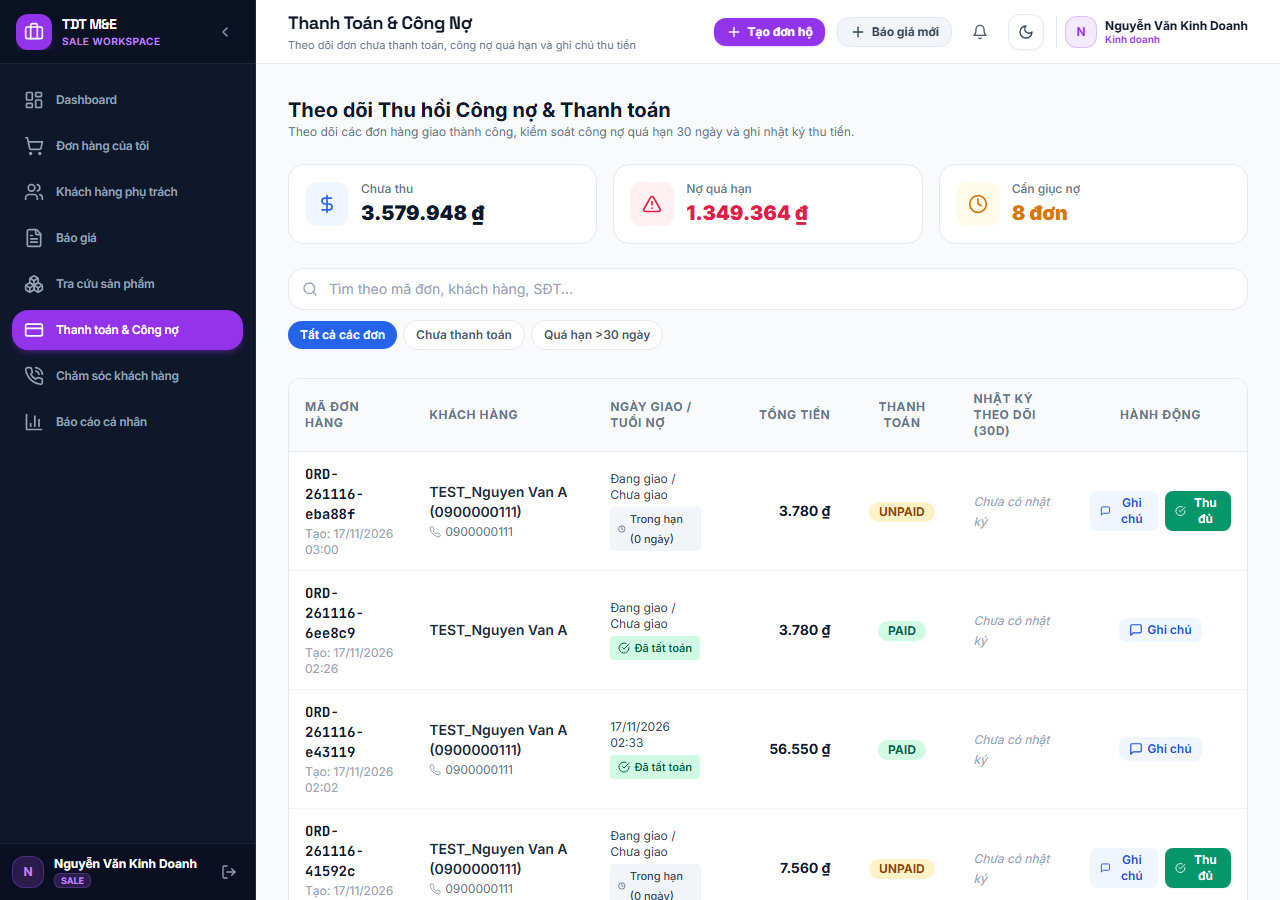 TDT M&E
SALE WORKSPACE
Dashboard
Đơn hàng của tôi
Khách hàng phụ trách
Báo giá
Tra cứu sản phẩm
Thanh toán & Công nợ
Chăm sóc khách hàng
Báo cáo cá nhân
N
Nguyễn Văn Kinh Doanh
SALE
Thanh Toán & Công Nợ
Theo dõi đơn chưa thanh toán, công nợ quá hạn và ghi chú thu tiền
Tạo đơn hộ
Báo giá mới
N
Nguyễn Văn Kinh Doanh
Kinh doanh
Theo dõi Thu hồi Công nợ & Thanh toán
Theo dõi các đơn hàng giao thành công, kiểm soát công nợ quá hạn 30 ngày và ghi nhật ký thu tiền.
Chưa thu
3.579.948 ₫
Nợ quá hạn
1.349.364 ₫
Cần giục nợ
8 đơn
Tìm theo mã đơn, khách hàng, SĐT...
Tất cả các đơn
Chưa thanh toán
Quá hạn >30 ngày
MÃ ĐƠN
HÀNG
KHÁCH HÀNG
NGÀY GIAO /
TUỔI NỢ
TỔNG TIỀN
THANH
TOÁN
NHẬT KÝ
THEO DÕI
(30D)
HÀNH ĐỘNG
ORD-
261116-
eba88f
Tạo: 17/11/2026
03:00
TEST_Nguyen Van A
(0900000111)
0900000111
Đang giao /
Chưa giao
Trong hạn
(0 ngày)
3.780 ₫
UNPAID
Chưa có nhật
ký
Ghi
chú
Thu
đủ
ORD-
261116-
6ee8c9
Tạo: 17/11/2026
02:26
TEST_Nguyen Van A
Đang giao /
Chưa giao
Đã tất toán
3.780 ₫
PAID
Chưa có nhật
ký
Ghi chú
ORD-
261116-
e43119
Tạo: 17/11/2026
02:02
TEST_Nguyen Van A
(0900000111)
0900000111
17/11/2026
02:33
Đã tất toán
56.550 ₫
PAID
Chưa có nhật
ký
Ghi chú
ORD-
261116-
41592c
Tạo: 17/11/2026
TEST_Nguyen Van A
(0900000111)
0900000111
Đang giao /
Chưa giao
Trong hạn
(0 ngày)
7.560 ₫
UNPAID
Chưa có nhật
ký
Ghi
chú
Thu
đủ